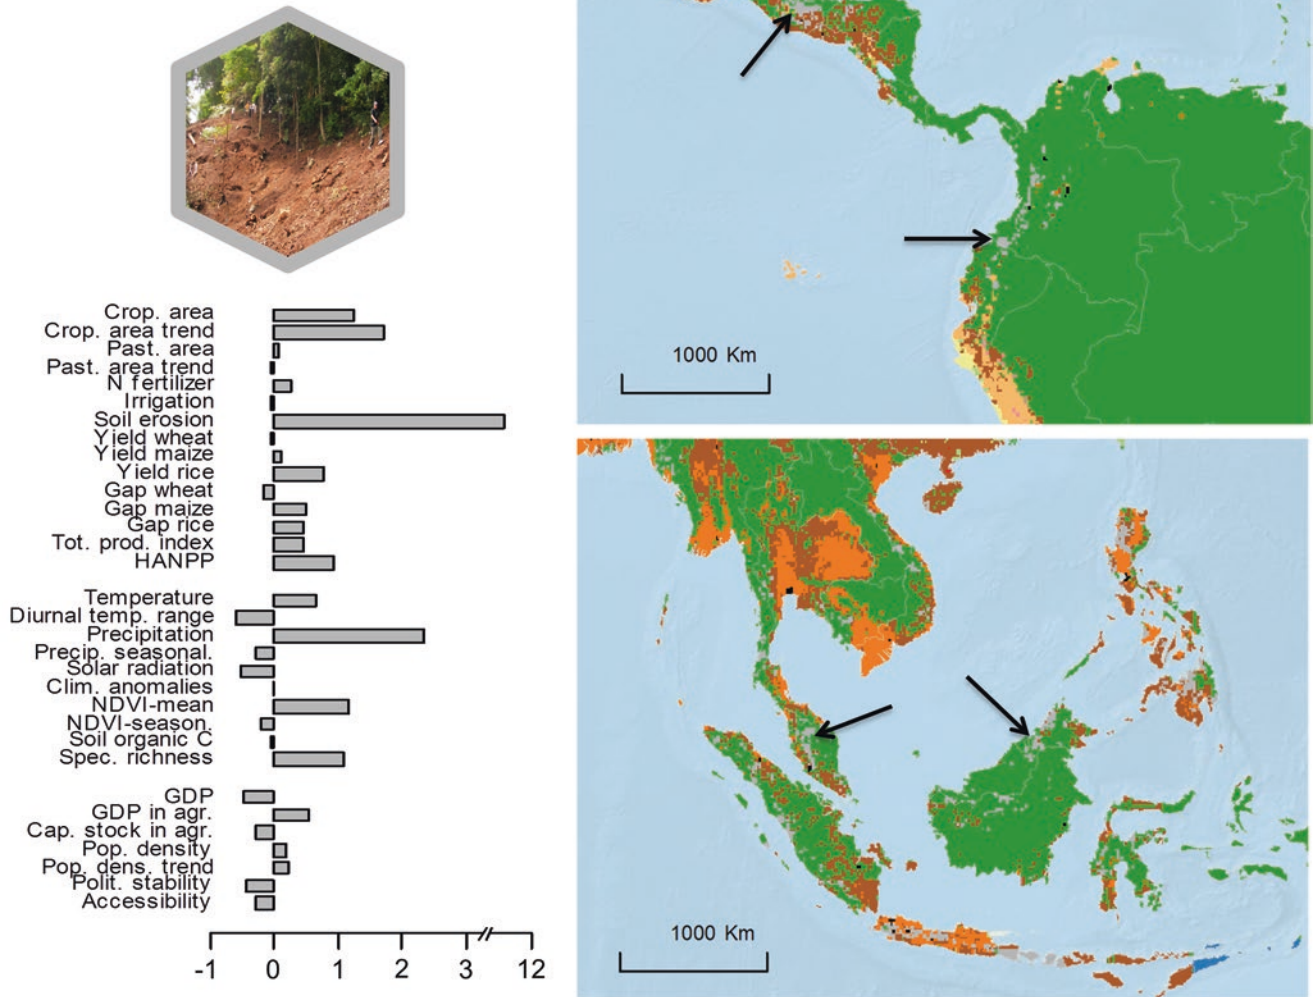 Crop. area
Crop. area trend
Past. area
Past. area trend
N fertilizer
Irrigation
Soil erosion
Yield wheat
Yield maize
Yield rice
Gap wheat
Gap maize
Gap rice
Tot. prod. index
HANPP
Temperature
Diurnal temp. range
Precipitation
Precip. seasonal.
Solar radiation
Clim. anomalies
NDVI-mean
NDVI-season.
Soil organic C
Spec. richness
GDP
GDP in agr.
Cap. stock in agr.
Pop. density
Pop. dens. trend
Polit. stability
Accessibility
-1 0 1 2 3 12
1000 Km
1000 Km